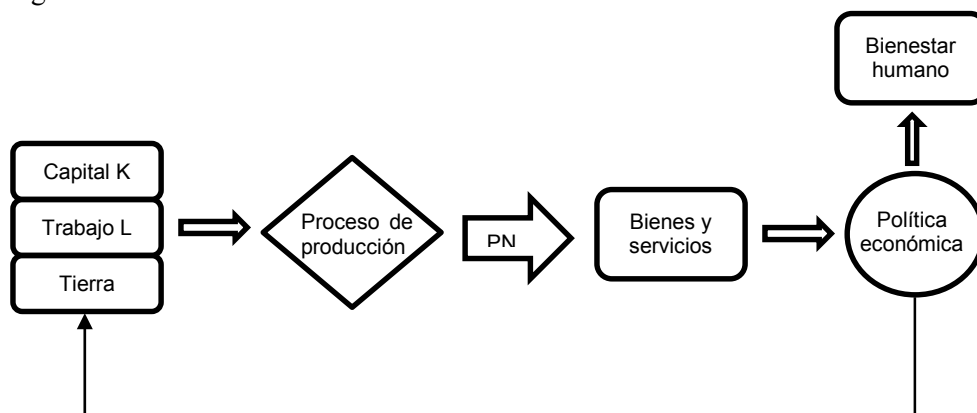 Bienestar
humano
Capital K
Trabajo L
Tierra
Proceso de
producción
PN
Bienes y
servicios
Política
económica